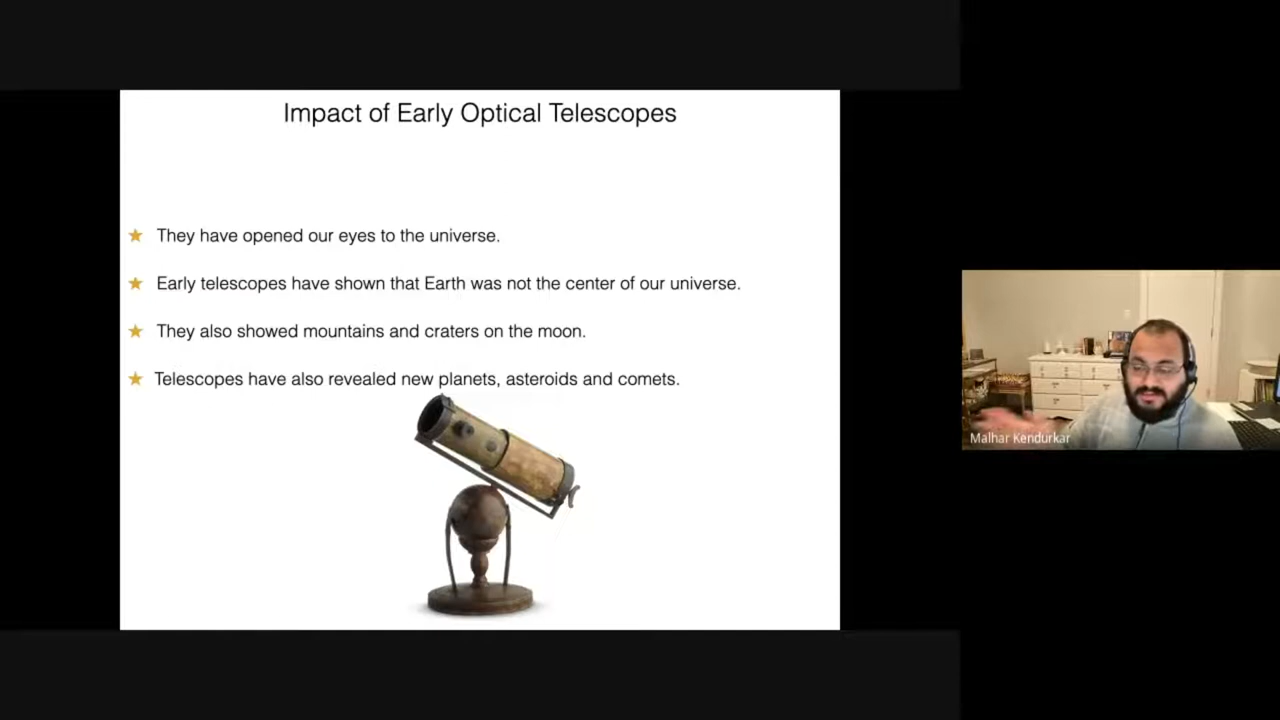 Impact of Early Optical Telescopes
They have opened our eyes to the universe.
Early telescopes have shown that Earth was not the center of our universe.
They also showed mountains and craters on the moon.
Telescopes have also revealed new planets, asteroids and comets.
Malhar Kendurkar